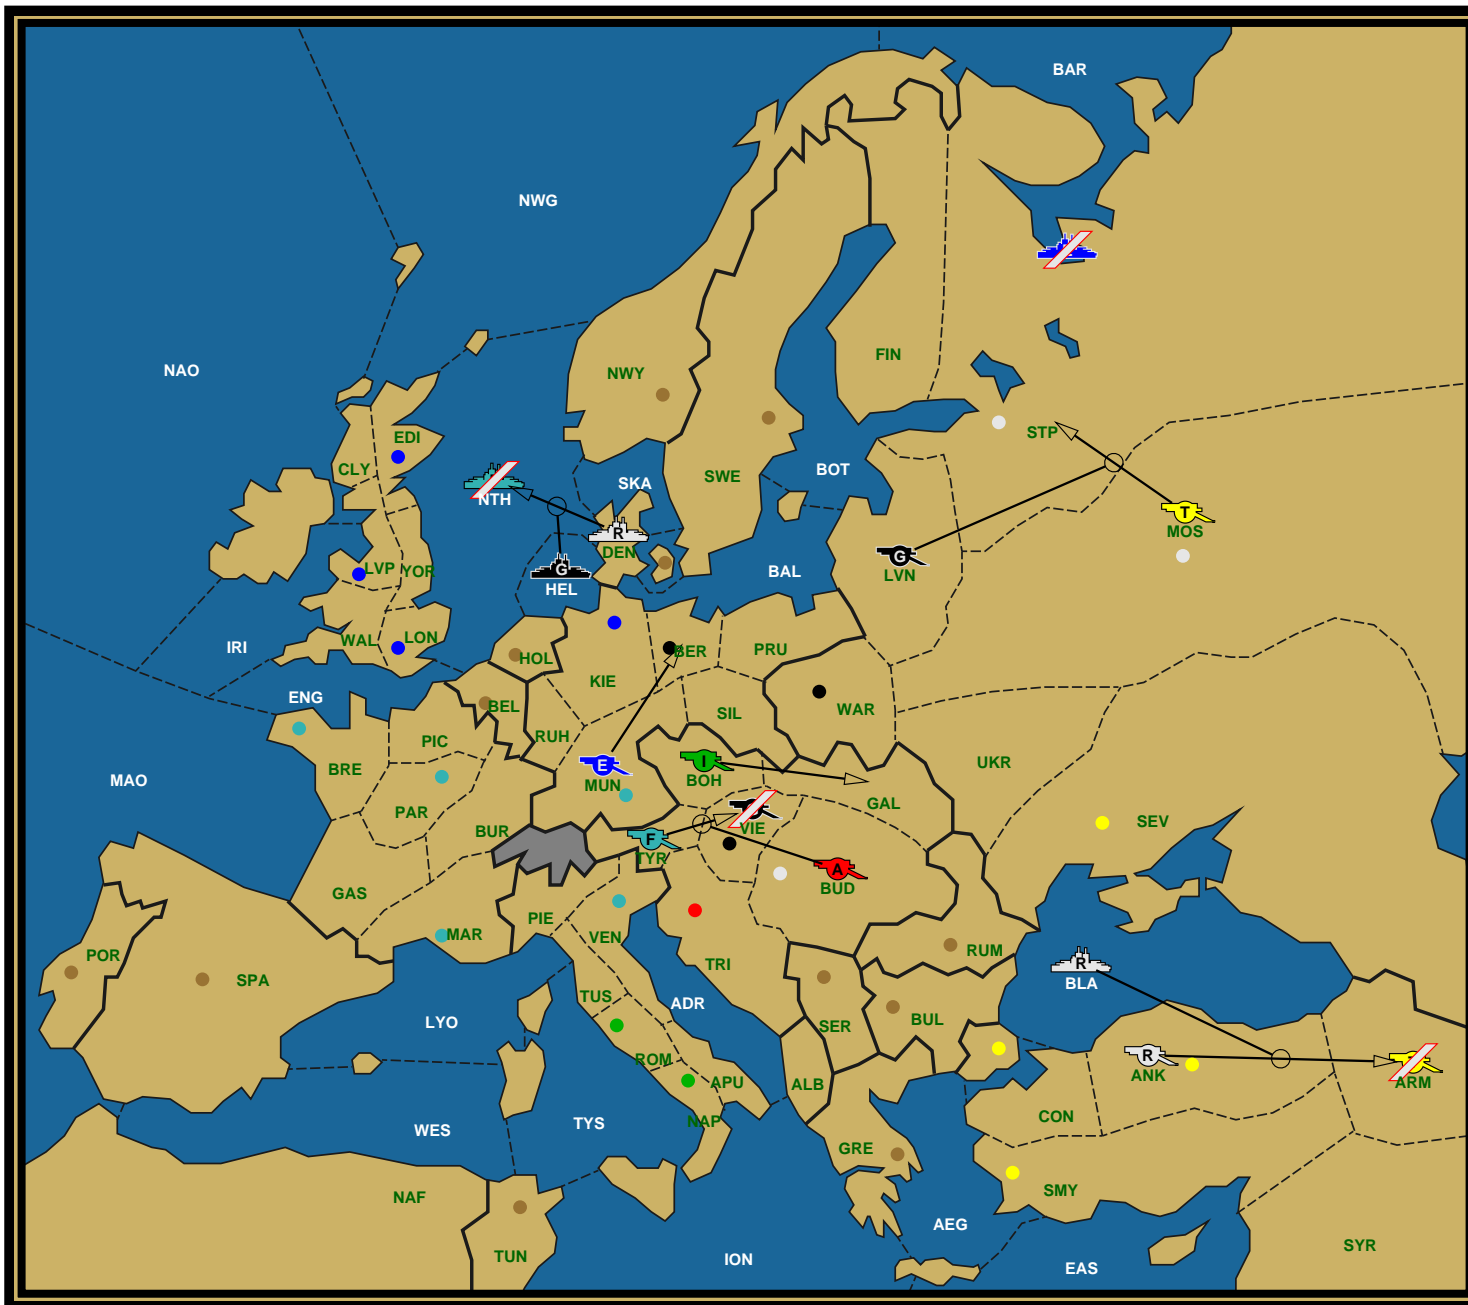 BAR
NWG
NAO
FIN
NWY
EDI
STP
CLY
BOT
SWE
SKA
NTH
T
MOS
R
DEN
G
LVN
G
HEL
LVP
YOR
BAL
IRI
WAL
LON
HOL
BER
PRU
KIE
ENG
BEL
WAR
SIL
RUH
PIC
BRE
E
MUN
I
BOH
UKR
MAO
GAL
PAR
VIE
SEV
BUR
F
TYR
A
BUD
GAS
PIE
MAR
VEN
POR
SPA
TRI
RUM
R
BLA
TUS
ADR
LYO
SER
BUL
ROM
APU
ALB
R
ANK
ARM
CON
NAP
WES
TYS
GRE
NAF
SMY
AEG
TUN
ION
EAS
SYR